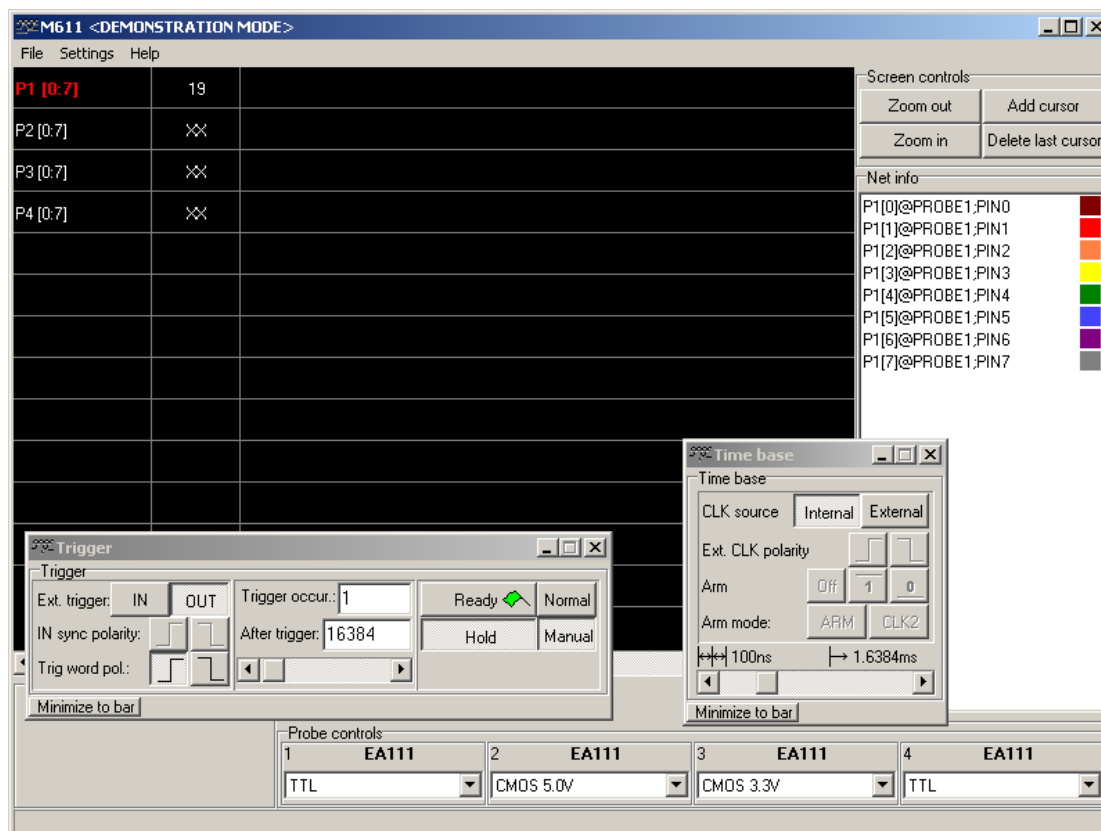 M611 <DEMONSTRATION MODE>
File Settings Help
P1 [0:7] 19
P2 [0:7] XX
P3 [0:7] XX
P4 [0:7] XX
Screen controls
Zoom out Add cursor
Zoom in Delete last cursor
Net info
P1[0]@PROBE1;PIN0
P1[1]@PROBE1;PIN1
P1[2]@PROBE1;PIN2
P1[3]@PROBE1;PIN3
P1[4]@PROBE1;PIN4
P1[5]@PROBE1;PIN5
P1[6]@PROBE1;PIN6
P1[7]@PROBE1;PIN7
Time base
Time base
CLK source Internal External
Ext. CLK polarity
Arm Off 1 0
Arm mode: ARM CLK2
100ns 1.6384ms
Minimize to bar
Trigger
Trigger
Ext. trigger: IN OUT Trigger occur.: 1 Ready Normal
IN sync polarity: After trigger: 16384 Hold Manual
Trig word pol.:
Minimize to bar
Probe controls
1 EA111 2 EA111 3 EA111 4 EA111
TTL CMOS 5.0V CMOS 3.3V TTL